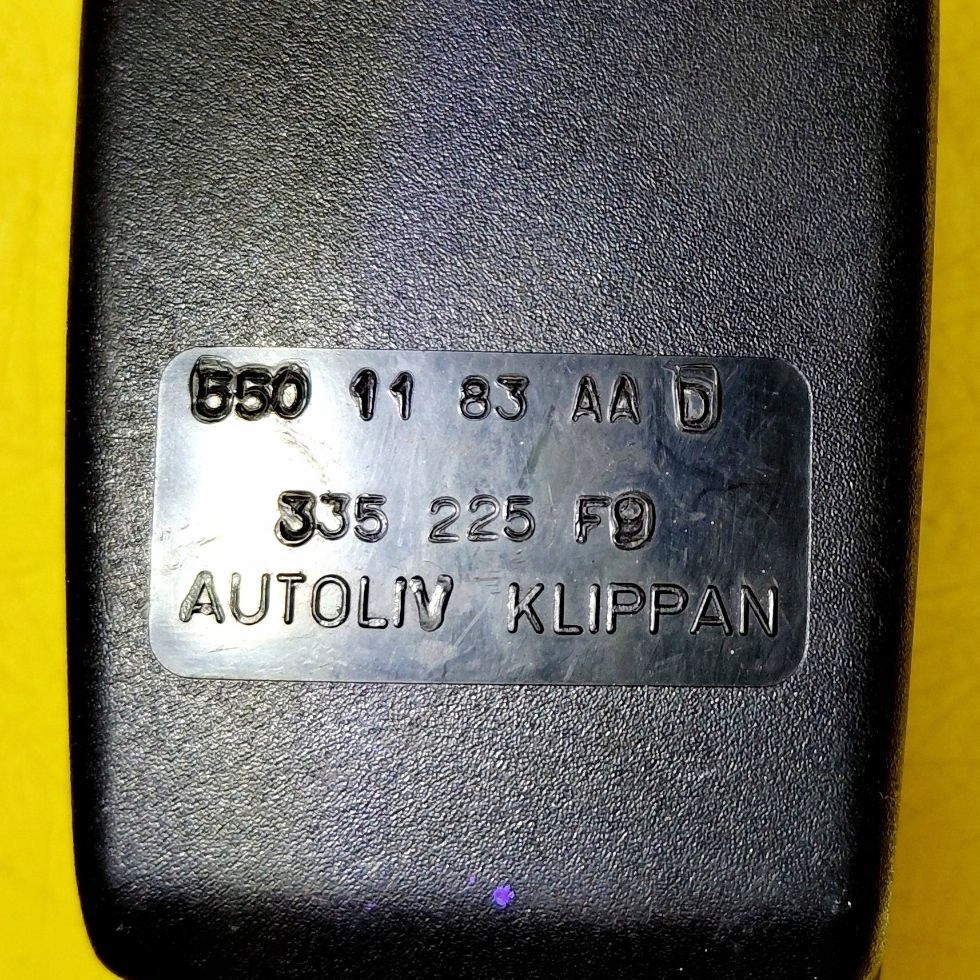 550 11 83 AA D
335 225 F9
AUTOLIV KLIPPAN